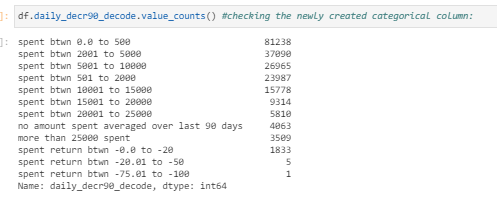 ]: df.daily_decr90_decode.value_counts() #checking the newly created categorical column:
]: spent btwn 0.0 to 500 81238
spent btwn 2001 to 5000 37090
spent btwn 5001 to 10000 26965
spent btwn 501 to 2000 23987
spent btwn 10001 to 15000 15778
spent btwn 15001 to 20000 9314
spent btwn 20001 to 25000 5810
no amount spent averaged over last 90 days 4063
more than 25000 spent 3509
spent return btwn -0.0 to -20 1833
spent return btwn -20.01 to -50 5
spent return btwn -75.01 to -100 1
Name: daily_decr90_decode, dtype: int64